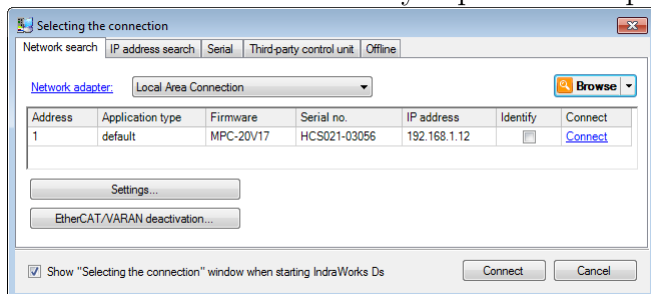 Selecting the connection
Network search IP address search Serial Third-party control unit Offline
Network adapter: Local Area Connection Browse
Address Application type Firmware Serial no. IP address Identify Connect
1 default MPC-20V17 HCS021-03056 192.168.1.12 Connect
Settings...
EtherCAT/VARAN deactivation...
Show "Selecting the connection" window when starting IndraWorks Ds Connect Cancel